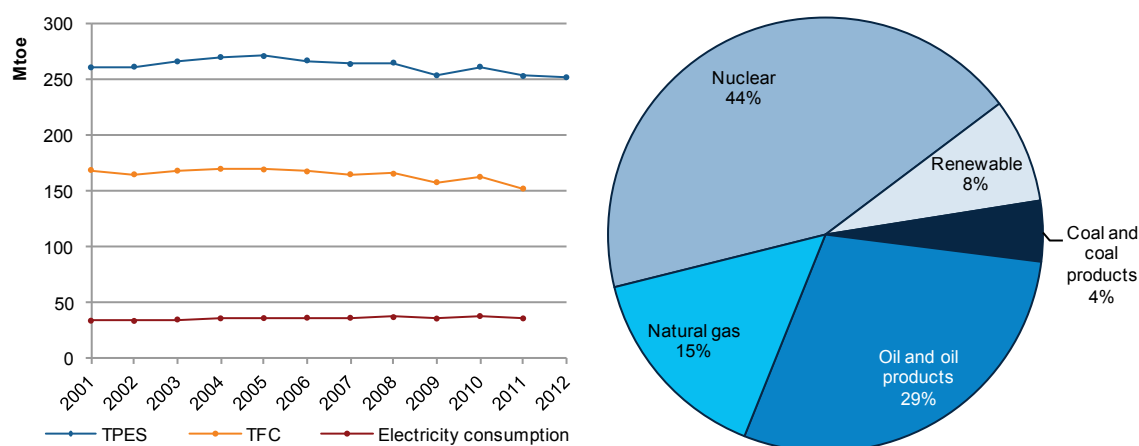 Mtoe
300
250
200
150
100
50
0
2001
2002
2003
2004
2005
2006
2007
2008
2009
2010
2011
2012
TPES
TFC
Electricity consumption
Nuclear
44%
Renewable
8%
Coal and
coal
products
4%
Oil and oil
products
29%
Natural gas
15%